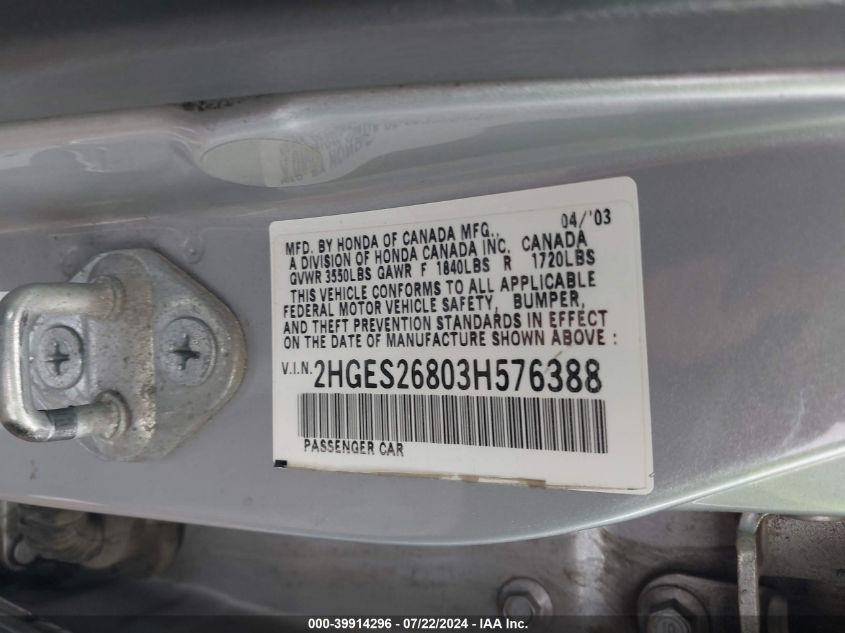 04/'03
MFD. BY HONDA OF CANADA MFG.,
A DIVISION OF HONDA CANADA INC. CANADA
GVWR 3550LBS GAWR F 1840LBS R 1720LBS
THIS VEHICLE CONFORMS TO ALL APPLICABLE
FEDERAL MOTOR VEHICLE SAFETY, BUMPER,
AND THEFT PREVENTION STANDARDS IN EFFECT
ON THE DATE OF MANUFACTURE SHOWN ABOVE :
V.I.N. 2HGES26803H576388
PASSENGER CAR
000-39914296 - 07/22/2024 - IAA Inc.